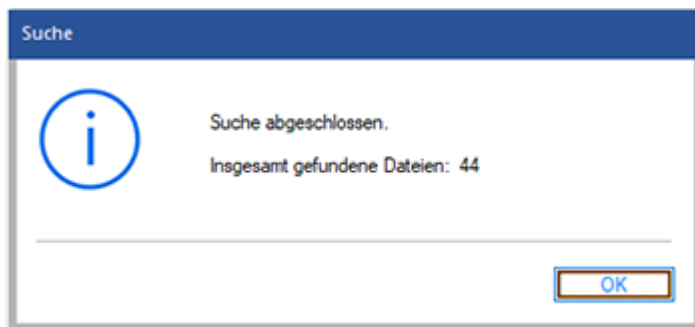 Suche
Suche abgeschlossen.
Insgesamt gefundene Dateien: 44
OK